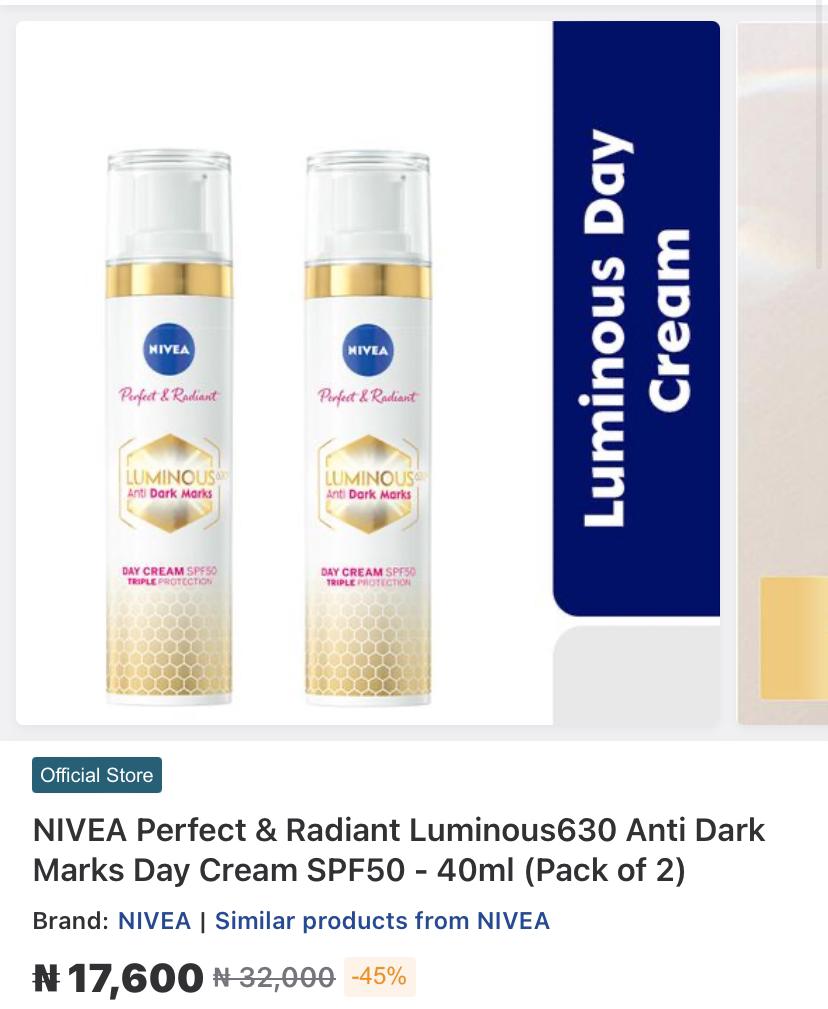 NIVEA
Perfect & Radiant
LUMINOUS630
Anti Dark Marks
DAY CREAM SPF50
TRIPLE PROTECTION
NIVEA
Perfect & Radiant
LUMINOUS630
Anti Dark Marks
DAY CREAM SPF50
TRIPLE PROTECTION
Luminous Day
Cream
Official Store
NIVEA Perfect & Radiant Luminous630 Anti Dark
Marks Day Cream SPF50 - 40ml (Pack of 2)
Brand: NIVEA | Similar products from NIVEA
₦ 17,600 ₦ 32,000 -45%